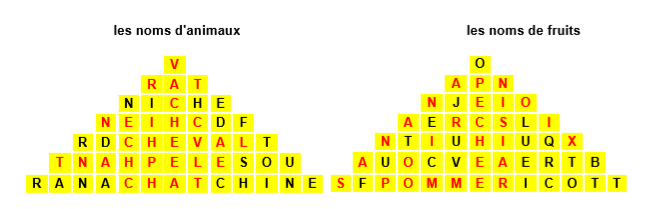 les noms d'animaux
V
R A T
N I C H E
N E I H C D F
R D C H E V A L T
T N A H P E L E S O U
R A N A C H A T C H I N E
les noms de fruits
O
A P N
N J E I O
A E R C S L I
N T I U H I U Q X
A U O C V E A E R T B
S F P O M M E R I C O T T